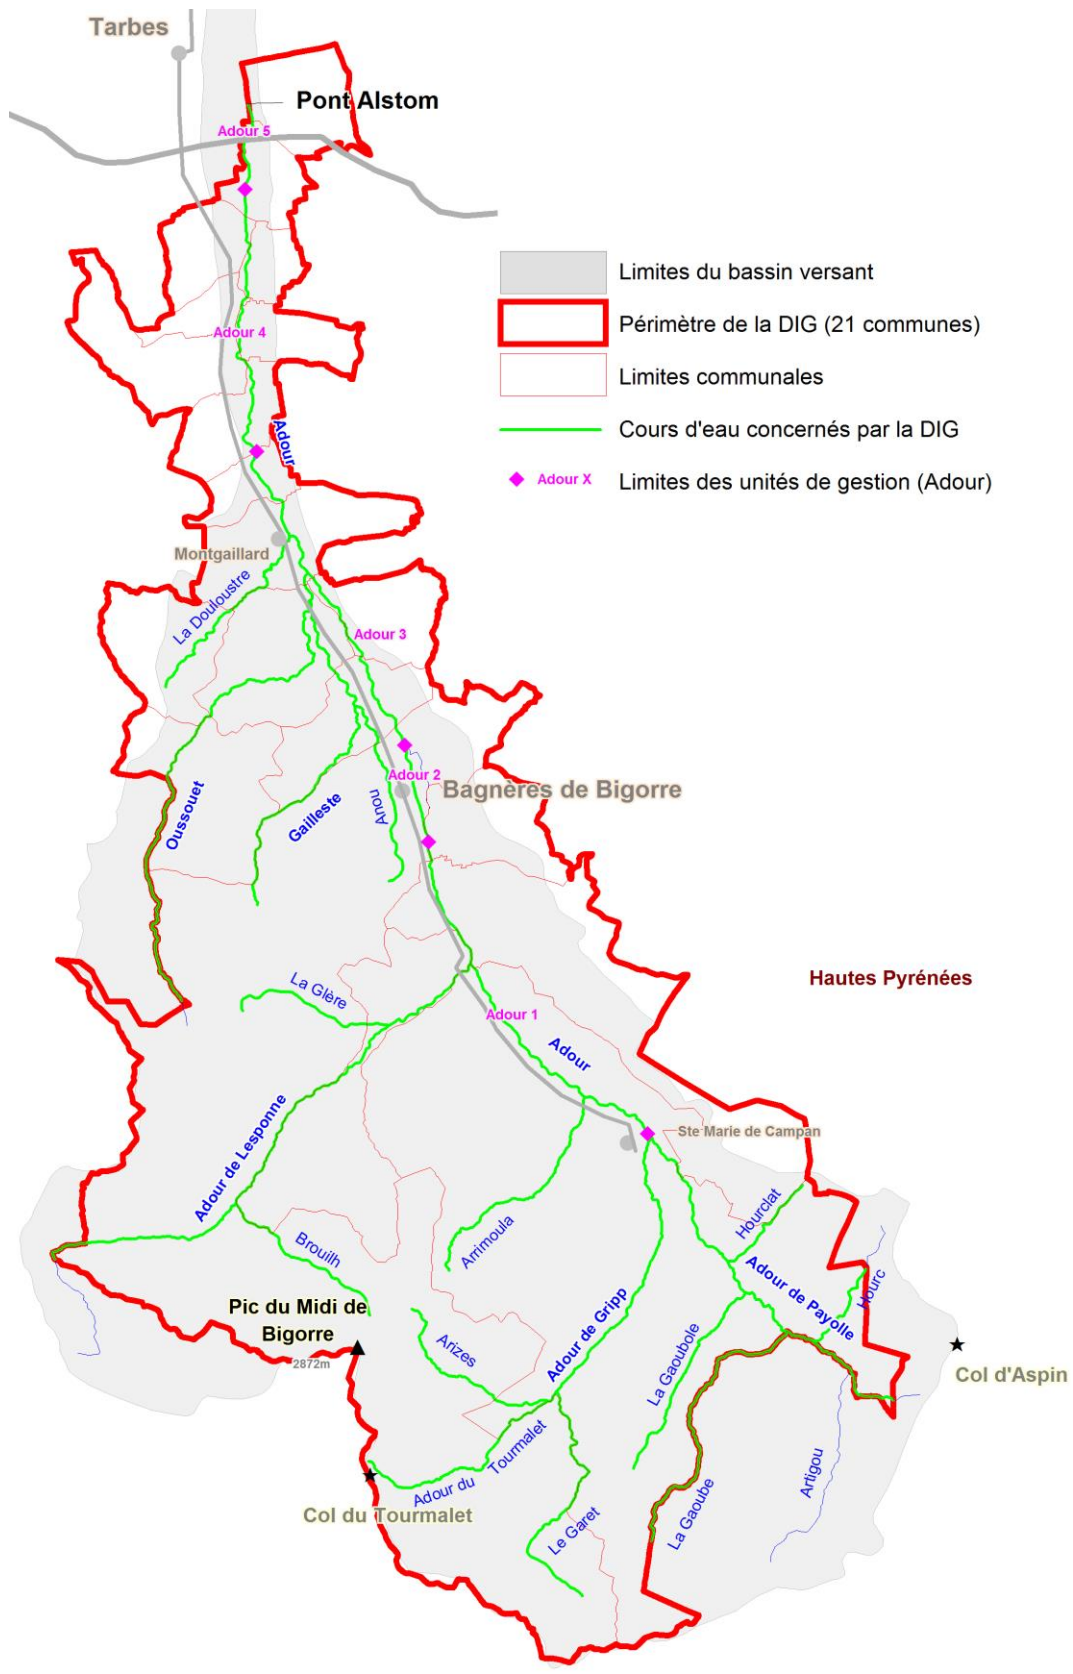 Tarbes
Pont Alstom
Adour 5
Limites du bassin versant
Périmètre de la DIG (21 communes)
Adour 4
Limites communales
Cours d'eau concernés par la DIG
Adour
Adour X
Limites des unités de gestion (Adour)
Montgaillard
La Douloustre
Adour 3
Adour 2
Bagnères de Bigorre
Oussouet
Gailleste
Anou
Hautes Pyrénées
La Glère
Adour 1
Adour
Ste Marie de Campan
Adour de Lesponne
Hourclat
Arrimoula
Brouilh
Adour de Payolle
Hourc
Pic du Midi de
Bigorre
2872m
Adour de Gripp
Arizes
La Gaoubole
Col d'Aspin
Adour du Tourmalet
Artigou
Col du Tourmalet
Le Garet
La Gaoube